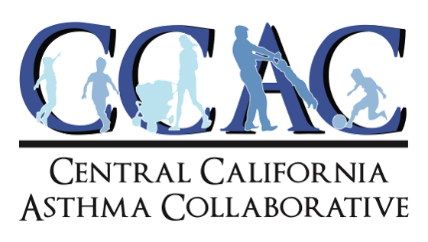 CCAC
CENTRAL CALIFORNIA
ASTHMA COLLABORATIVE